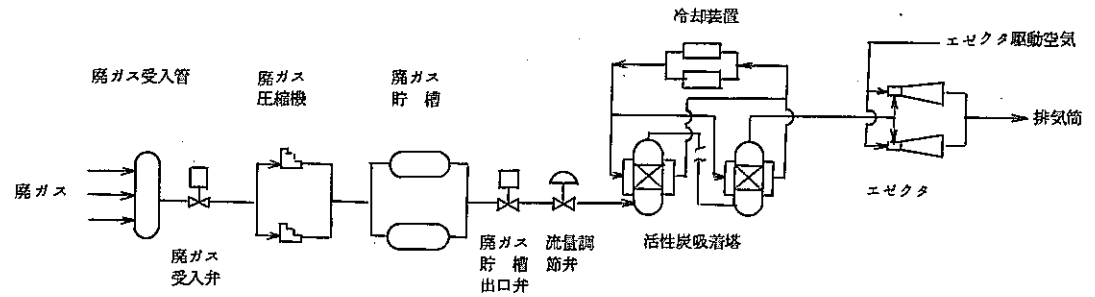 冷却装置
エゼクタ駆動空気
廃ガス受入管
廃ガス
圧縮機
廃ガス
貯槽
排気筒
廃ガス
エゼクタ
廃ガス
受入弁
廃ガス
貯槽
出口弁
流量調
節弁
活性炭吸着塔